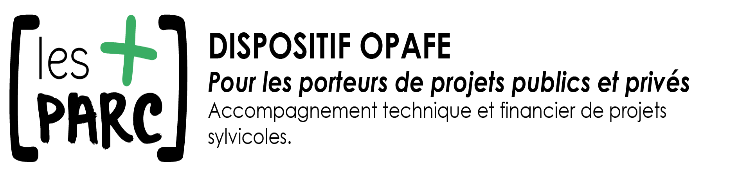 les +
PARC
DISPOSITIF OPAFE
Pour les porteurs de projets publics et privés
Accompagnement technique et financier de projets
sylvicoles.